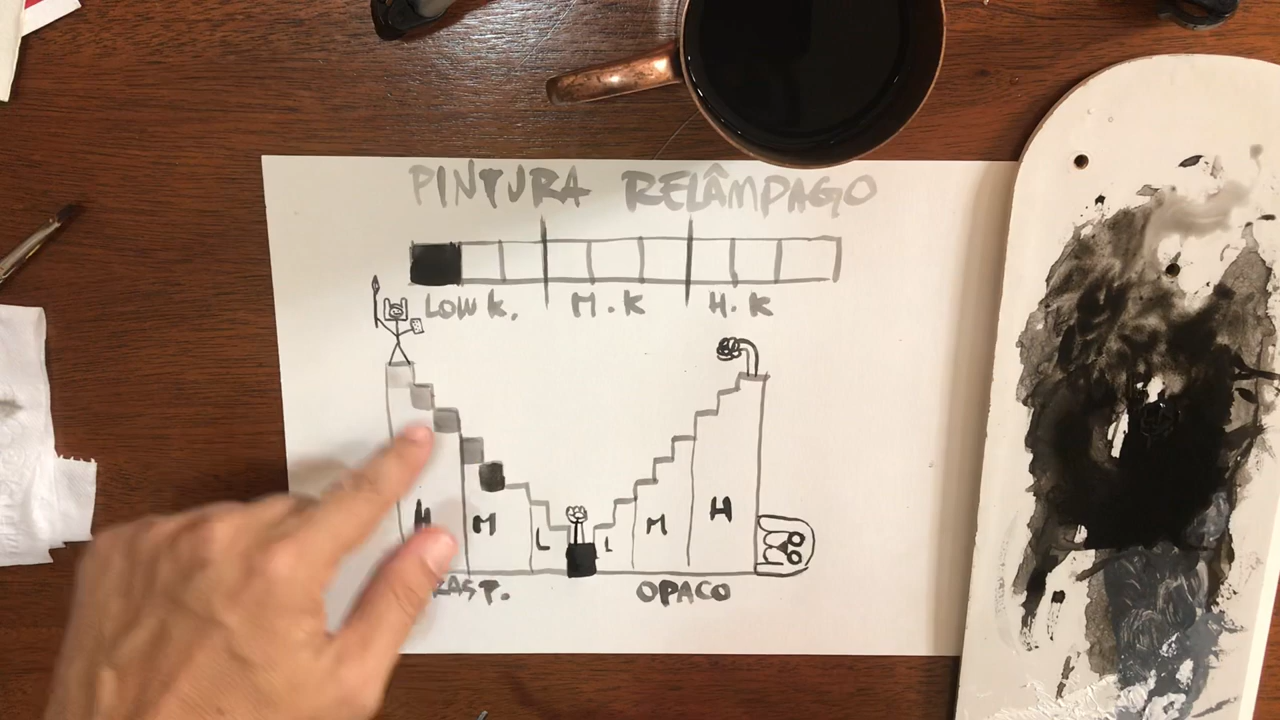 PINTURA RELÂMPAGO
LOW K. M.K H.K
H M L L M H
OPACO